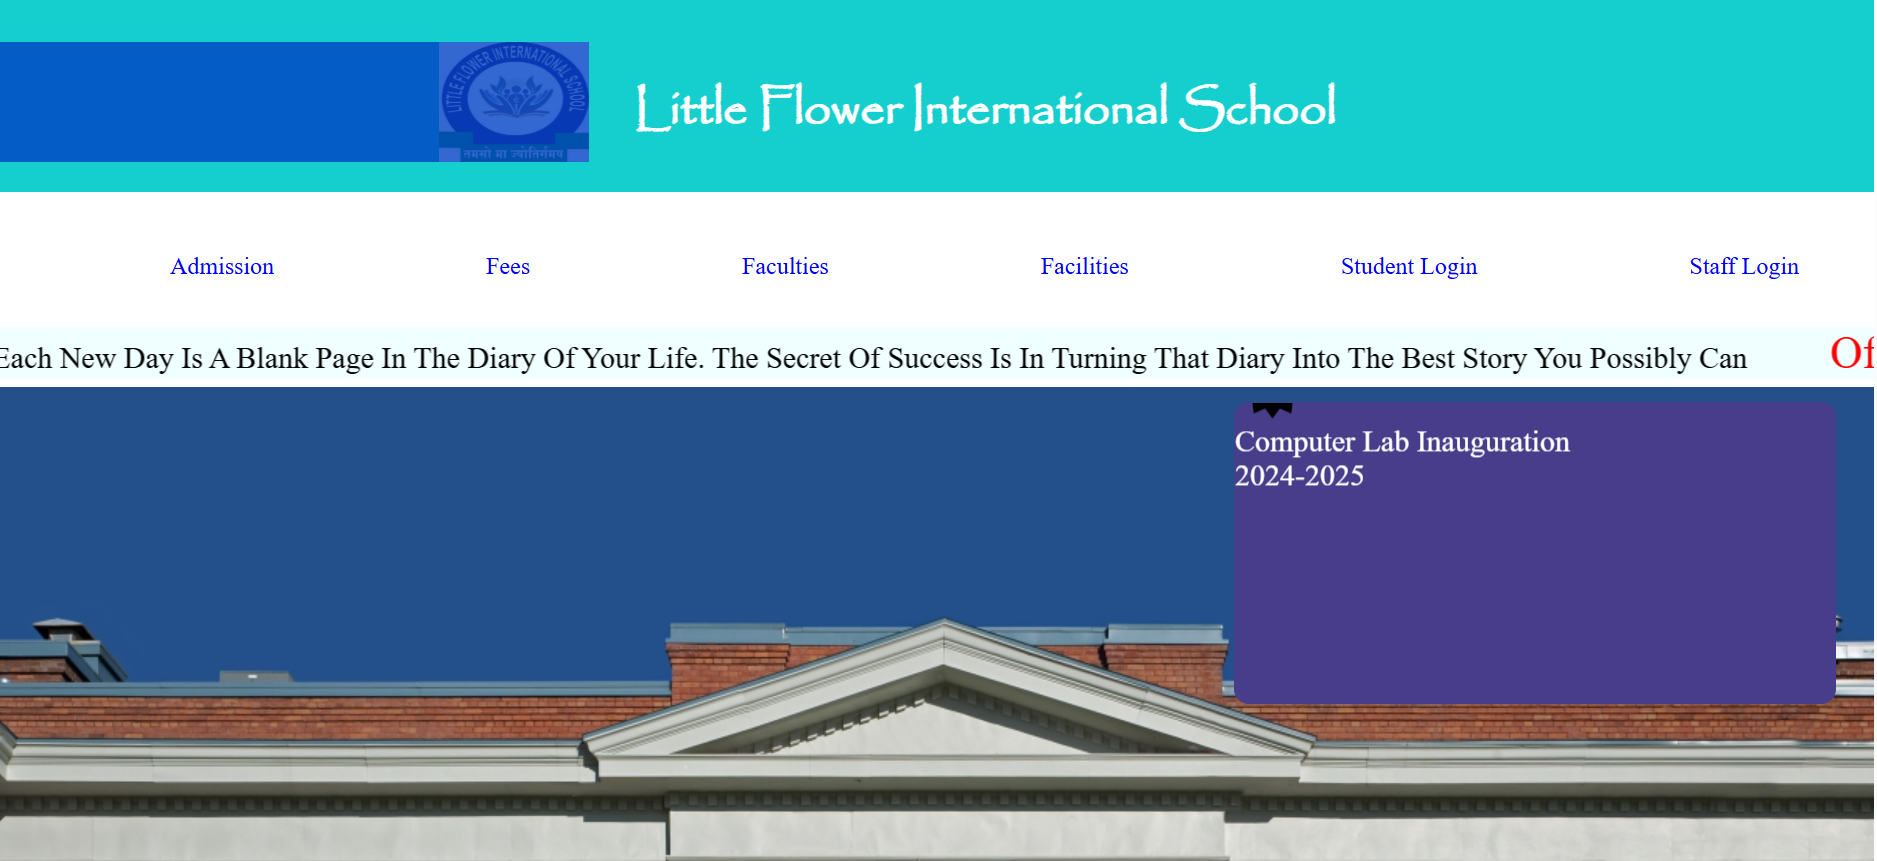 LITTLE FLOWER INTERNATIONAL SCHOOL
तमसो मा ज्योतिर्गमय
Little Flower International School
Admission Fees Faculties Facilities Student Login Staff Login
Each New Day Is A Blank Page In The Diary Of Your Life. The Secret Of Success Is In Turning That Diary Into The Best Story You Possibly Can
Computer Lab Inauguration
2024-2025